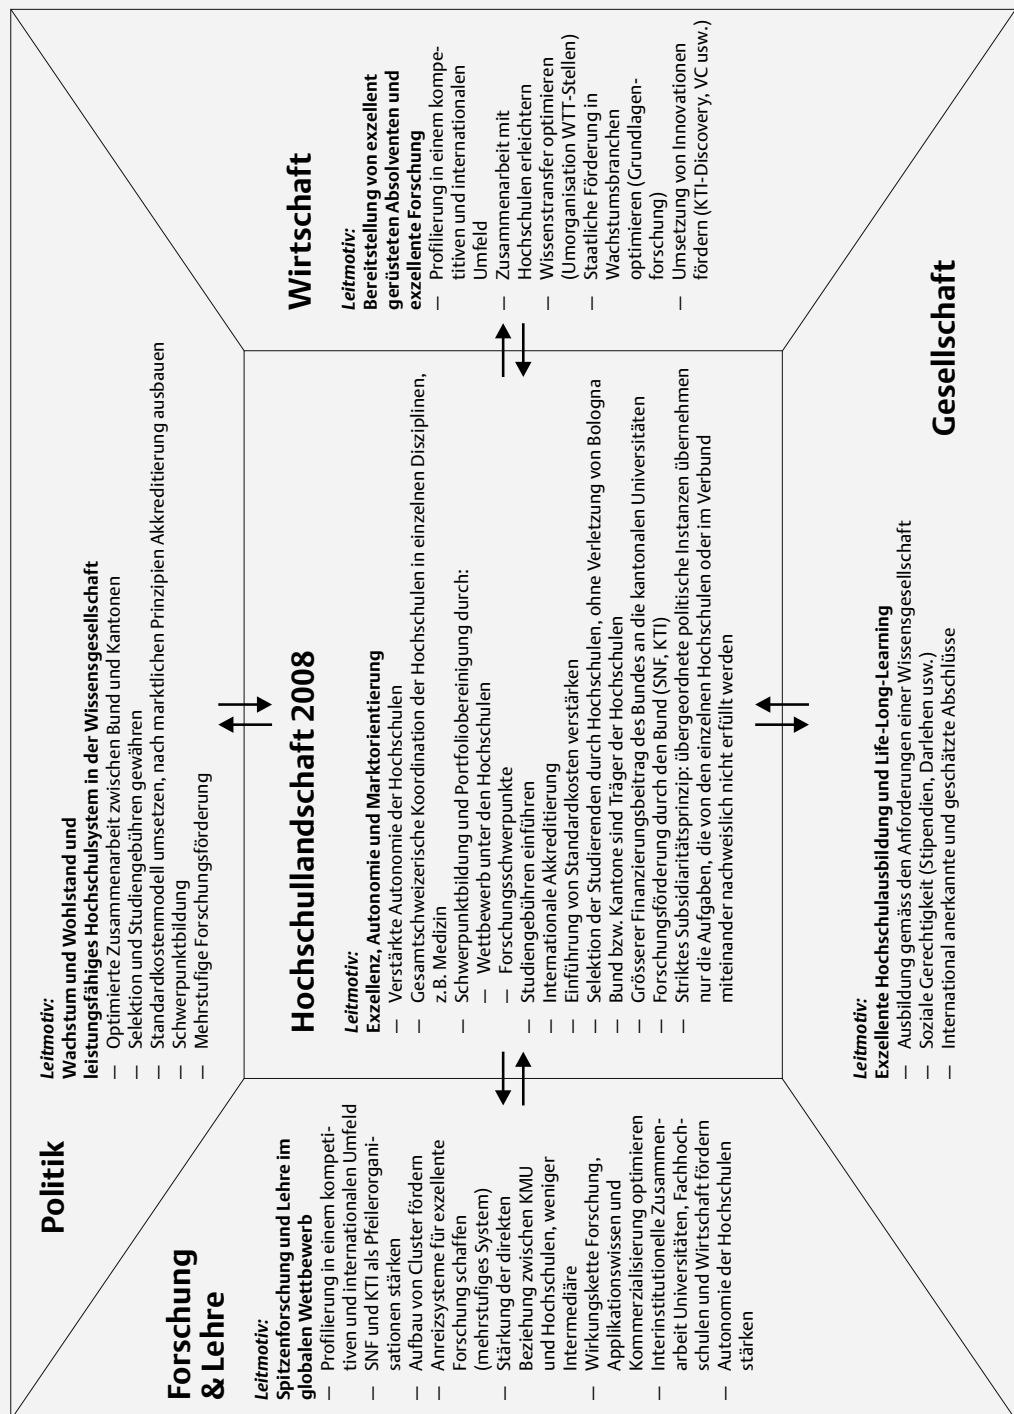 Politik
Leitmotiv:
Wachstum und Wohlstand und
leistungsfähiges Hochschulsystem in der Wissensgesellschaft
— Optimierte Zusammenarbeit zwischen Bund und Kantonen
— Selektion und Studiengebühren gewähren
— Standardkostenmodell umsetzen, nach marktlichen Prinzipien Akkreditierung ausbauen
— Schwerpunktbildung
— Mehrstufige Forschungsförderung
Forschung
& Lehre
Leitmotiv:
Spitzenforschung und Lehre im
globalen Wettbewerb
— Profilierung in einem kompeti-
tiven und internationalen Umfeld
— SNF und KTI als Pfeilerorgani-
sationen stärken
— Aufbau von Cluster fördern
— Anreizsysteme für exzellente
Forschung schaffen
(mehrstufiges System)
— Stärkung der direkten
Beziehung zwischen KMU
und Hochschulen, weniger
Intermediäre
— Wirkungskette Forschung,
Applikationswissen und
Kommerzialisierung optimieren
— Interinstitutionelle Zusammen-
arbeit Universitäten, Fachhoch-
schulen und Wirtschaft fördern
— Autonomie der Hochschulen
stärken
Hochschullandschaft 2008
Leitmotiv:
Exzellenz, Autonomie und Marktorientierung
— Verstärkte Autonomie der Hochschulen
— Gesamtschweizerische Koordination der Hochschulen in einzelnen Disziplinen,
z.B. Medizin
— Schwerpunktbildung und Portfoliobereinigung durch:
— Wettbewerb unter den Hochschulen
— Forschungsschwerpunkte
— Studiengebühren einführen
— Internationale Akkreditierung
— Einführung von Standardkosten verstärken
— Selektion der Studierenden durch Hochschulen, ohne Verletzung von Bologna
— Bund bzw. Kantone sind Träger der Hochschulen
— Grösserer Finanzierungsbeitrag des Bundes an die kantonalen Universitäten
— Forschungsförderung durch den Bund (SNF, KTI)
— Striktes Subsidiaritätsprinzip: übergeordnete politische Instanzen übernehmen
nur die Aufgaben, die von den einzelnen Hochschulen oder im Verbund
miteinander nachweislich nicht erfüllt werden
Wirtschaft
Leitmotiv:
Bereitstellung von exzellent
gerüsteten Absolventen und
exzellente Forschung
— Profilierung in einem kompe-
titiven und internationalen
Umfeld
— Zusammenarbeit mit
Hochschulen erleichtern
— Wissenstransfer optimieren
(Umorganisation WTT-Stellen)
— Staatliche Förderung in
Wachstumsbranchen
optimieren (Grundlagen-
forschung)
— Umsetzung von Innovationen
fördern (KTI-Discovery, VC usw.)
Leitmotiv:
Exzellente Hochschulausbildung und Life-Long-Learning
— Ausbildung gemäss den Anforderungen einer Wissensgesellschaft
— Soziale Gerechtigkeit (Stipendien, Darlehen usw.)
— International anerkannte und geschätzte Abschlüsse
Gesellschaft